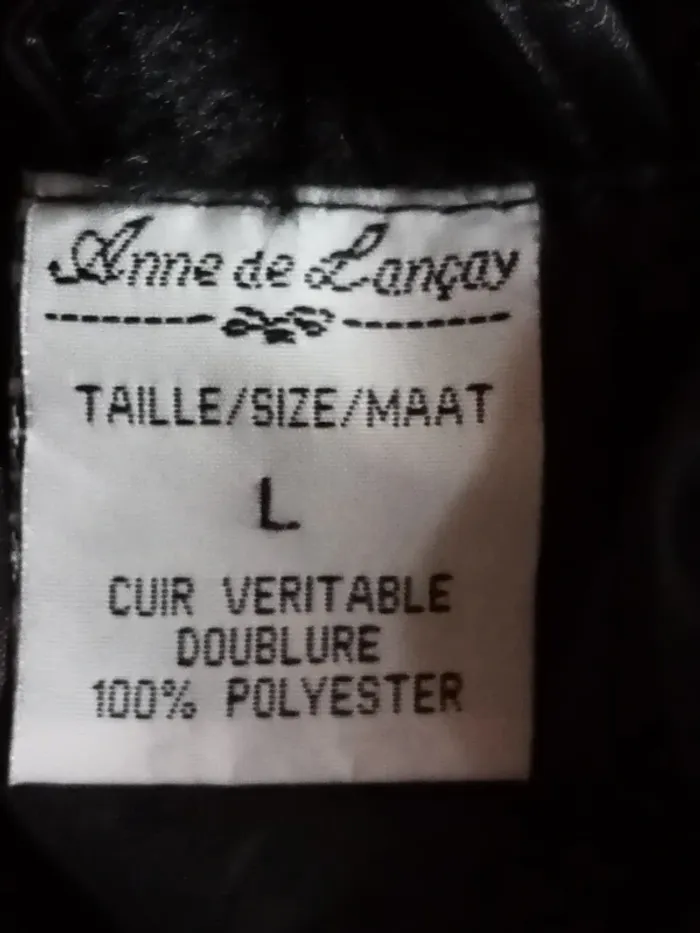 Anne de Lançay
TAILLE/SIZE/MAAT
L
CUIR VERITABLE
DOUBLURE
100% POLYESTER